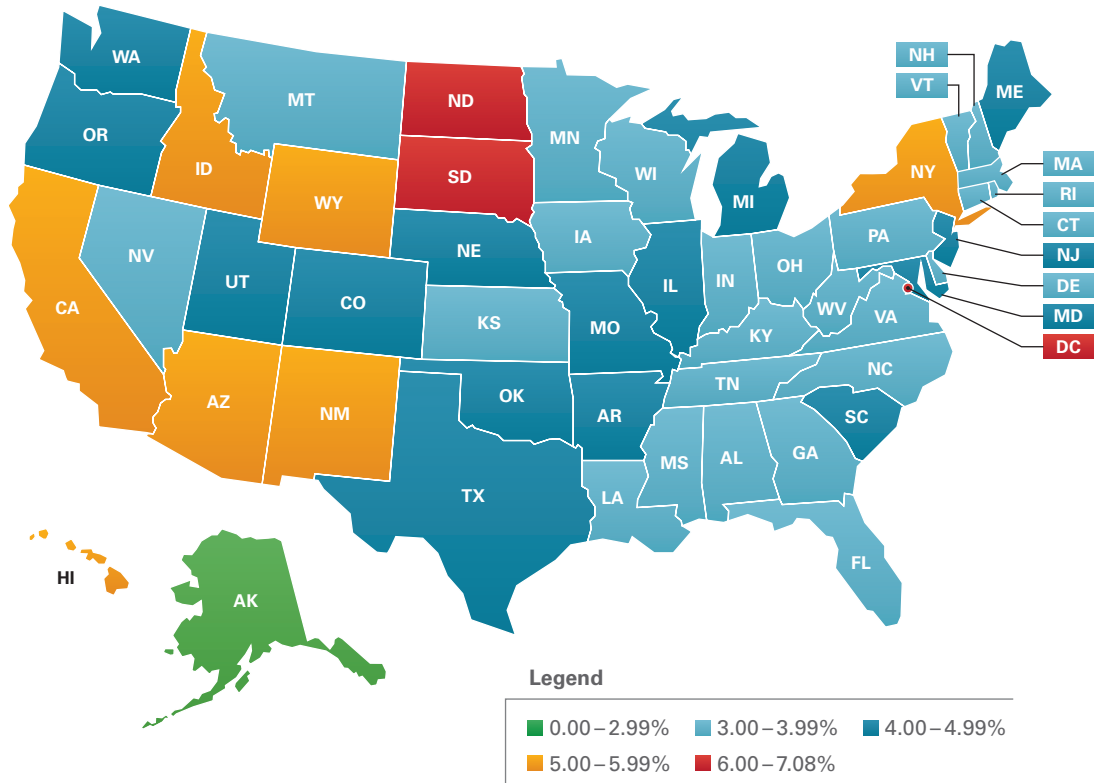 WA
NH
VT
ME
MT
ND
MN
OR
ID
SD
WI
MI
NY
MA
RI
CT
NJ
DE
MD
DC
WY
IA
NE
PA
NV
UT
CO
IL
IN
OH
CA
KS
MO
WV
VA
KY
NC
TN
AZ
NM
OK
AR
SC
MS
AL
GA
TX
LA
FL
HI
AK
Legend
0.00–2.99%
3.00–3.99%
4.00–4.99%
5.00–5.99%
6.00–7.08%